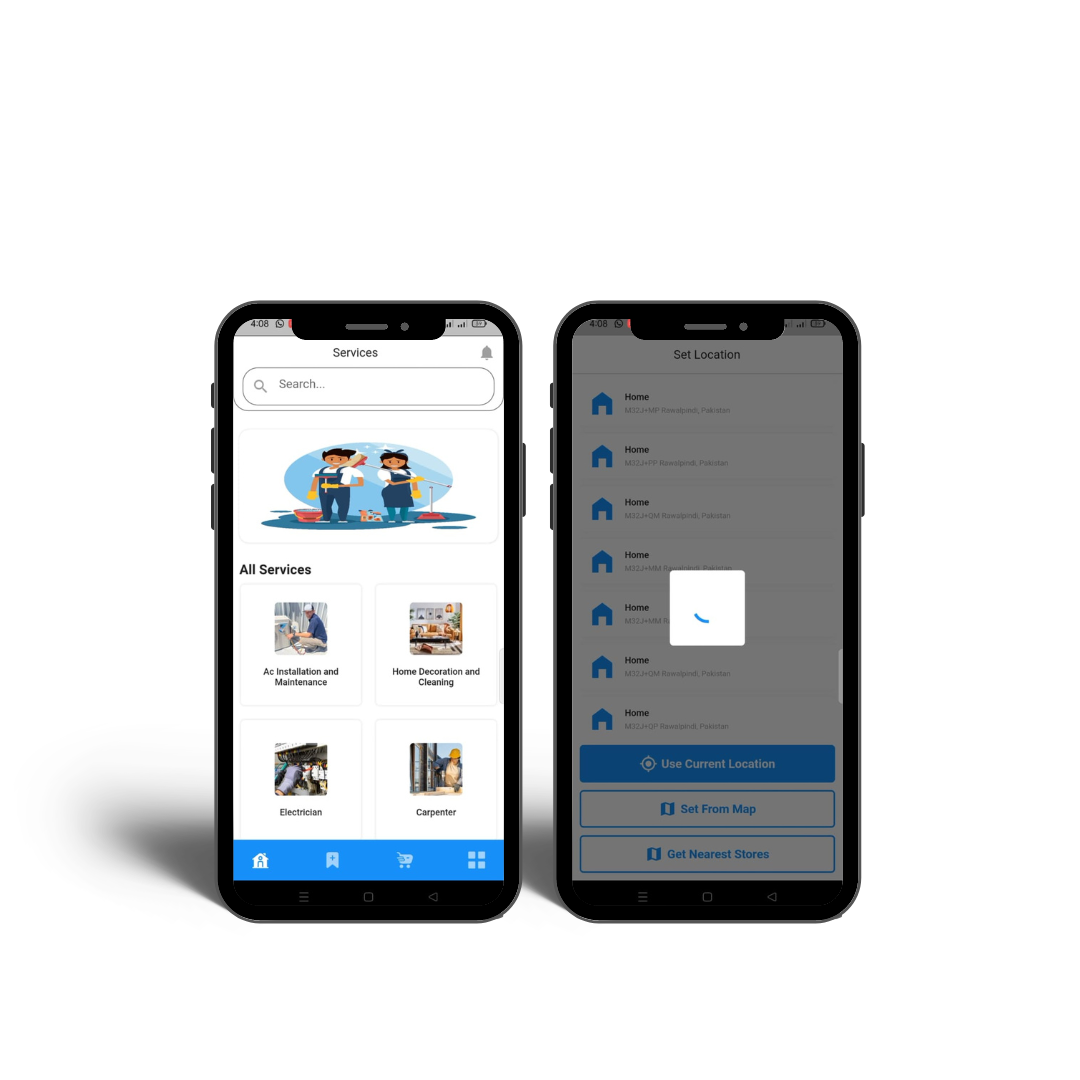 4:08
Services
Search...
All Services
Ac Installation and
Maintenance
Home Decoration and
Cleaning
Electrician
Carpenter
4:08
Set Location
Home
M32J+MP Rawalpindi, Pakistan
Home
M32J+PP Rawalpindi, Pakistan
Home
M32J+QM Rawalpindi, Pakistan
Home
M32J+MM Rawalpindi, Pakistan
Home
M32J+MM
Home
M32J+QM Rawalpindi, Pakistan
Home
M32J+QP Rawalpindi, Pakistan
Use Current Location
Set From Map
Get Nearest Stores